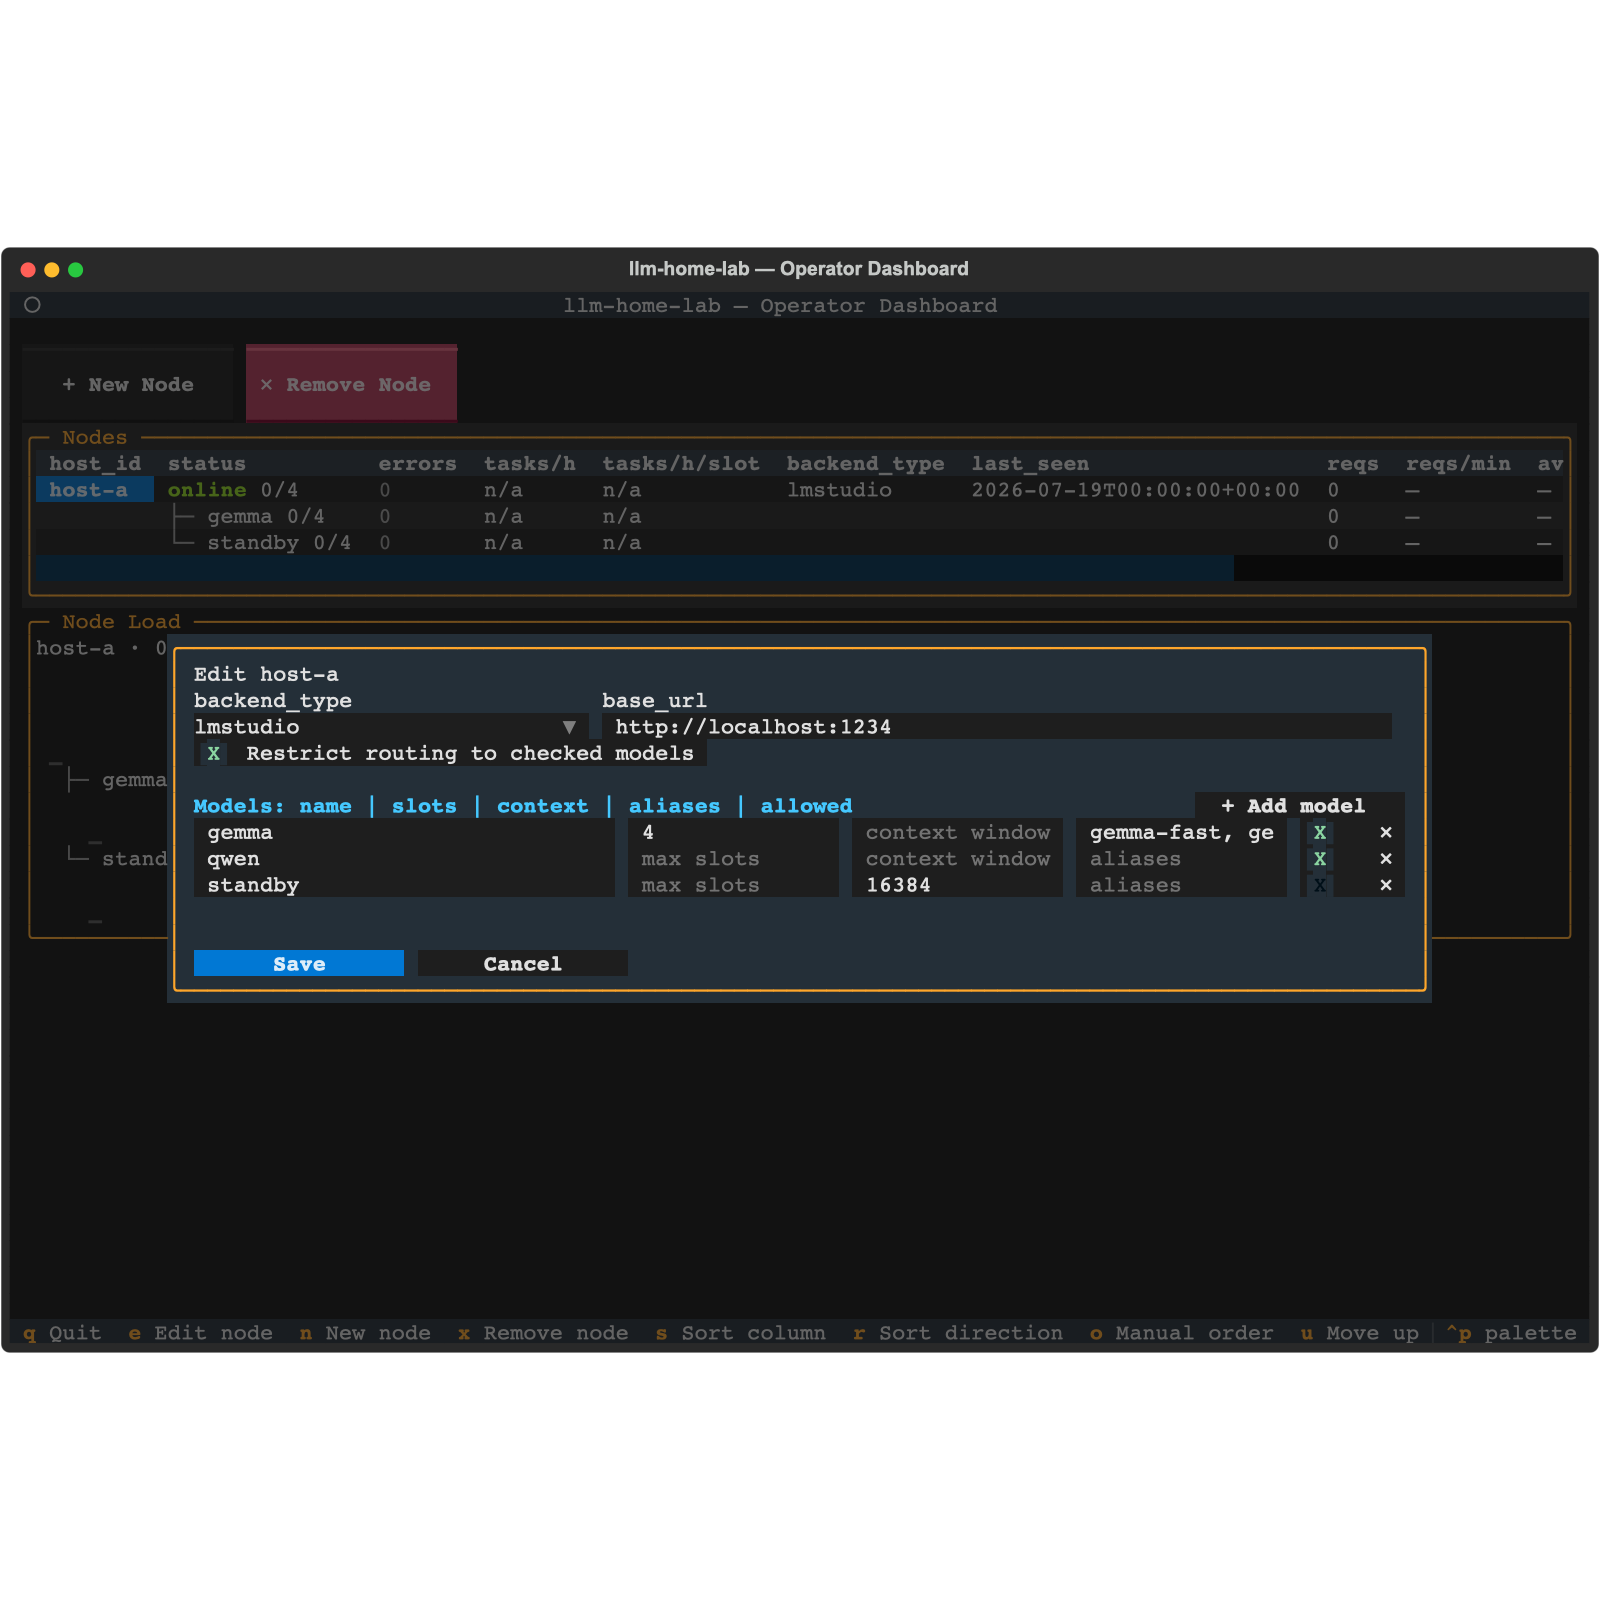 llm-home-lab — Operator Dashboard
llm-home-lab — Operator Dashboard
+ New Node
× Remove Node
Nodes
host_id status errors tasks/h tasks/h/slot backend_type last_seen reqs reqs/min av
host-a online 0/4 0 n/a n/a lmstudio 2026-07-19T00:00:00+00:00 0 — —
├─ gemma 0/4 0 n/a n/a 0 — —
└─ standby 0/4 0 n/a n/a 0 — —
Node Load
host-a · 0
├─ gemma
└─ stand
Edit host-a
backend_type base_url
lmstudio ▼ http://localhost:1234
X Restrict routing to checked models
Models: name | slots | context | aliases | allowed + Add model
gemma 4 context window gemma-fast, ge X ×
qwen max slots context window aliases X ×
standby max slots 16384 aliases X ×
Save Cancel
q Quit e Edit node n New node x Remove node s Sort column r Sort direction o Manual order u Move up ^p palette